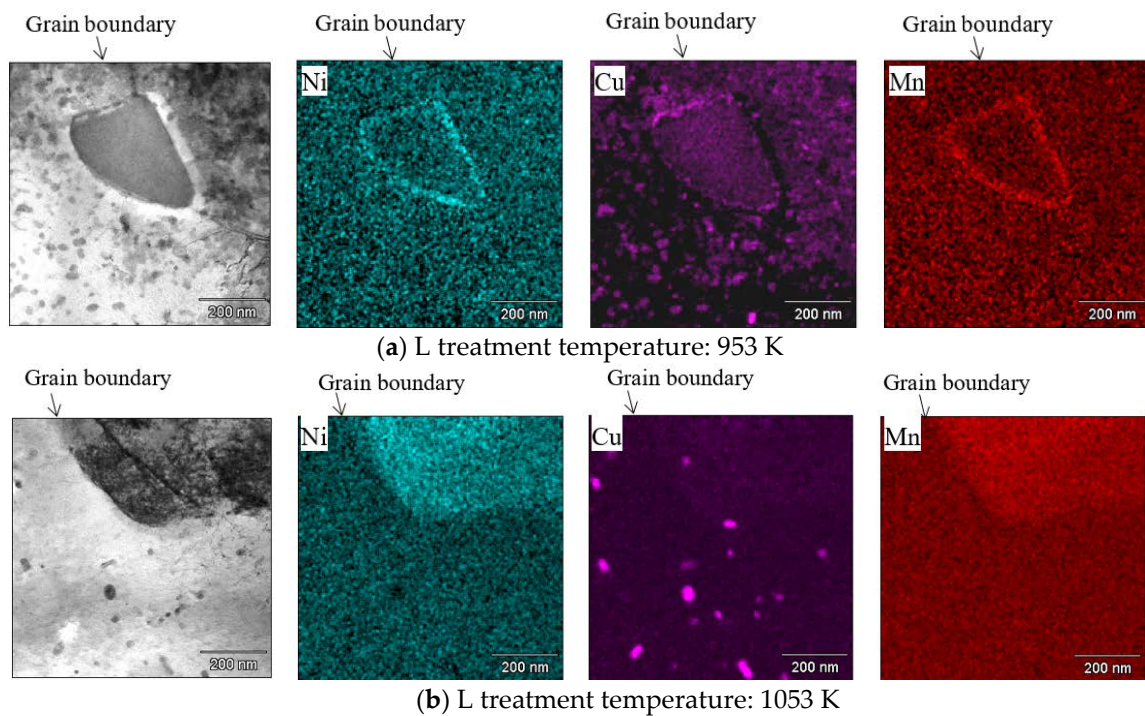 Grain boundary Grain boundary Grain boundary Grain boundary
Ni Cu Mn
200 nm 200 nm 200 nm 200 nm
(a) L treatment temperature: 953 K
Grain boundary Grain boundary Grain boundary Grain boundary
Ni Cu Mn
200 nm 200 nm 200 nm 200 nm
(b) L treatment temperature: 1053 K